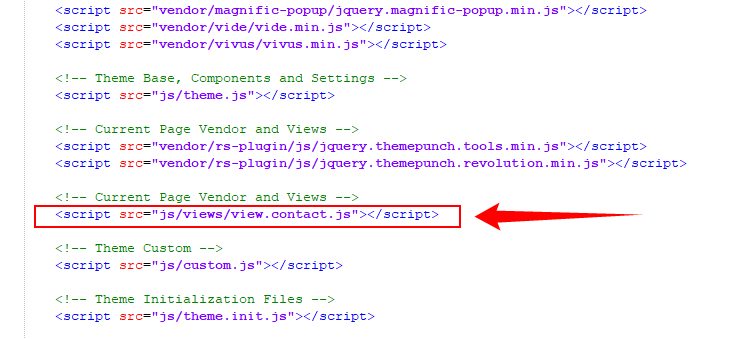 <script src="vendor/magnific-popup/jquery.magnific-popup.min.js"></script>
<script src="vendor/vide/vide.min.js"></script>
<script src="vendor/vivus/vivus.min.js"></script>
<!-- Theme Base, Components and Settings -->
<script src="js/theme.js"></script>
<!-- Current Page Vendor and Views -->
<script src="vendor/rs-plugin/js/jquery.themepunch.tools.min.js"></script>
<script src="vendor/rs-plugin/js/jquery.themepunch.revolution.min.js"></script>
<!-- Current Page Vendor and Views -->
<script src="js/views/view.contact.js"></script>
<!-- Theme Custom -->
<script src="js/custom.js"></script>
<!-- Theme Initialization Files -->
<script src="js/theme.init.js"></script>